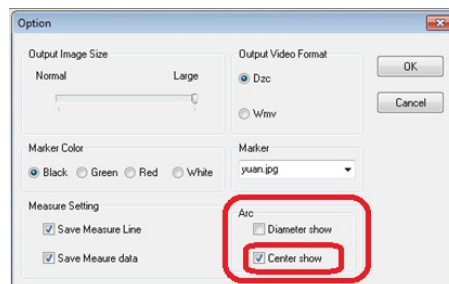 Option
Output Image Size
Normal Large
Output Video Format
Dzc
Wmv
OK
Cancel
Marker Color
Black Green Red White
Marker
yuan.jpg
Measure Setting
Save Measure Line
Save Meaure data
Arc
Diameter show
Center show